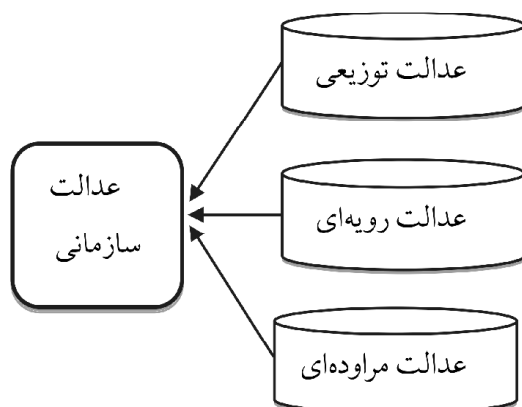 عدالت توزیعی
عدالت رویه‌ای
عدالت مراوده‌ای
عدالت
سازمانی